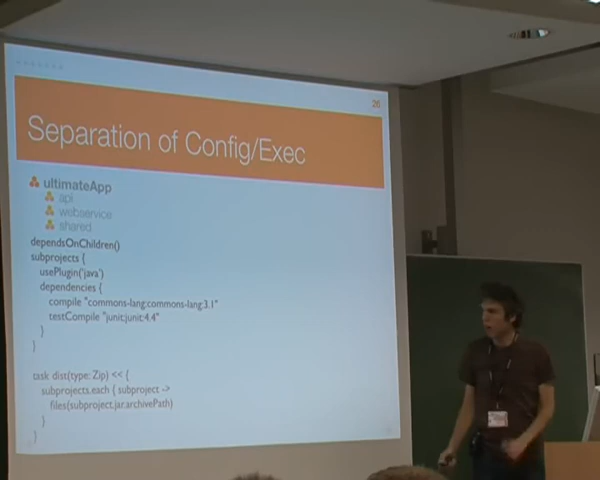 26
Separation of Config/Exec
ultimateApp
api
webservice
shared
dependsOnChildren()
subprojects {
usePlugin('java')
dependencies {
compile "commons-lang:commons-lang:3.1"
testCompile "junit:junit:4.4"
}
}
task dist(type: Zip) << {
subprojects.each { subproject ->
files(subproject.jar.archivePath)
}
}